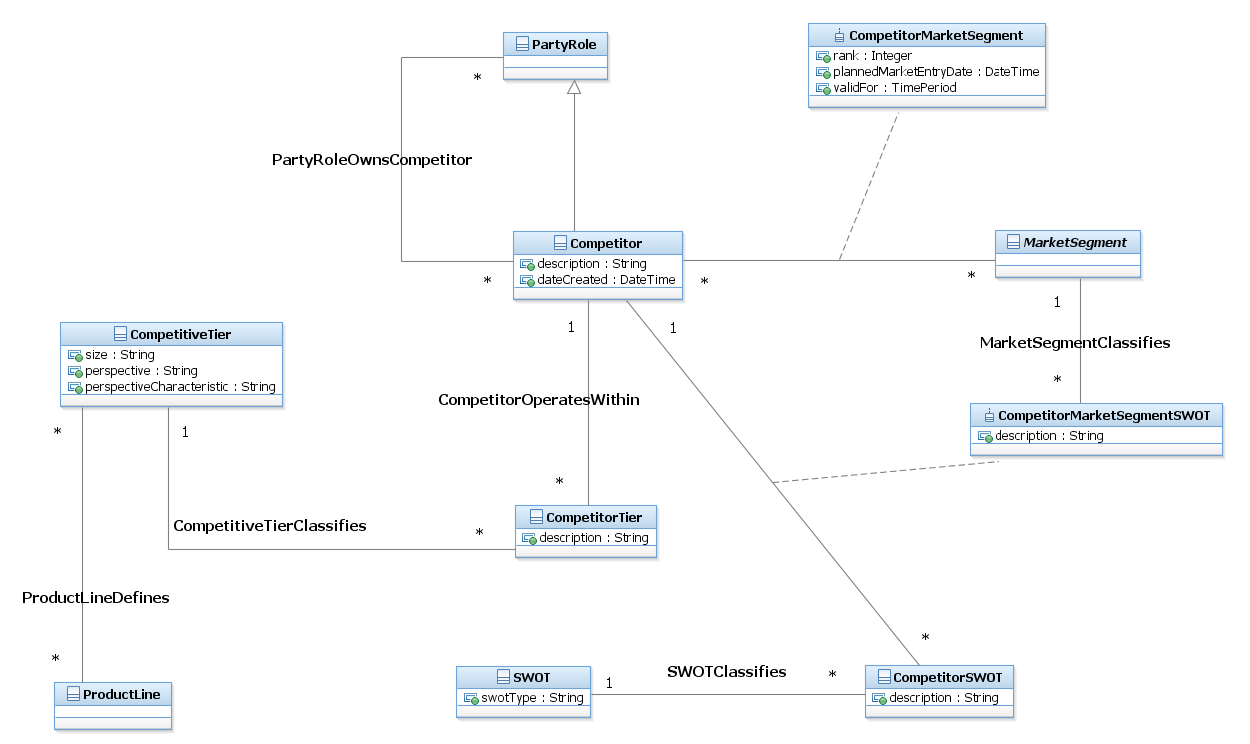 PartyRole
CompetitorMarketSegment
rank : Integer
plannedMarketEntryDate : DateTime
validFor : TimePeriod
*
PartyRoleOwnsCompetitor
Competitor
description : String
dateCreated : DateTime
*
*
*
MarketSegment
1
MarketSegmentClassifies
*
CompetitorMarketSegmentSWOT
description : String
1
1
CompetitiveTier
size : String
perspective : String
perspectiveCharacteristic : String
CompetitorOperatesWithin
*
1
*
CompetitorTier
description : String
CompetitiveTierClassifies
*
ProductLineDefines
*
ProductLine
SWOT
swotType : String
1
SWOTClassifies
*
*
CompetitorSWOT
description : String